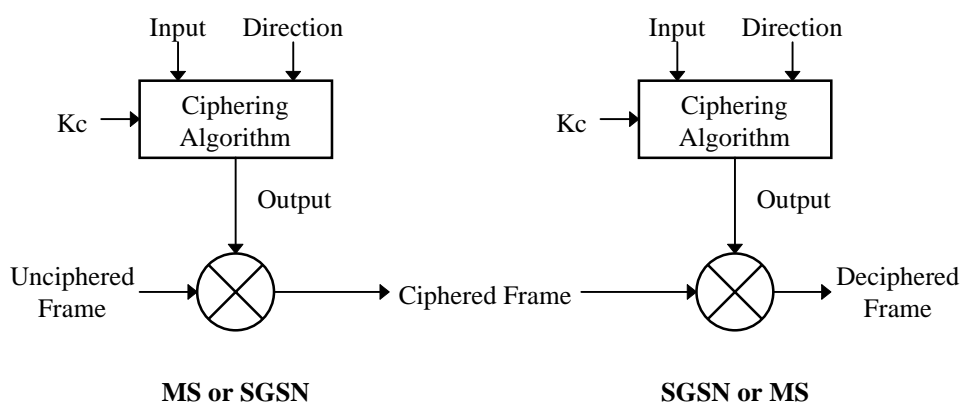 Input Direction
Input Direction
Kc
Ciphering
Algorithm
Kc
Ciphering
Algorithm
Output
Output
Unciphered
Frame
Ciphered Frame
Deciphered
Frame
MS or SGSN
SGSN or MS